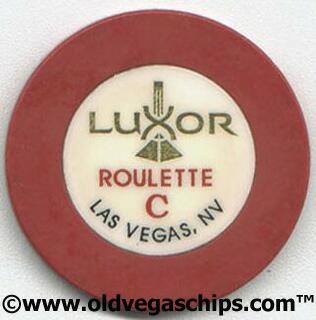 LUXOR
ROULETTE
C
LAS VEGAS, NV
©www.oldvegaschips.com™